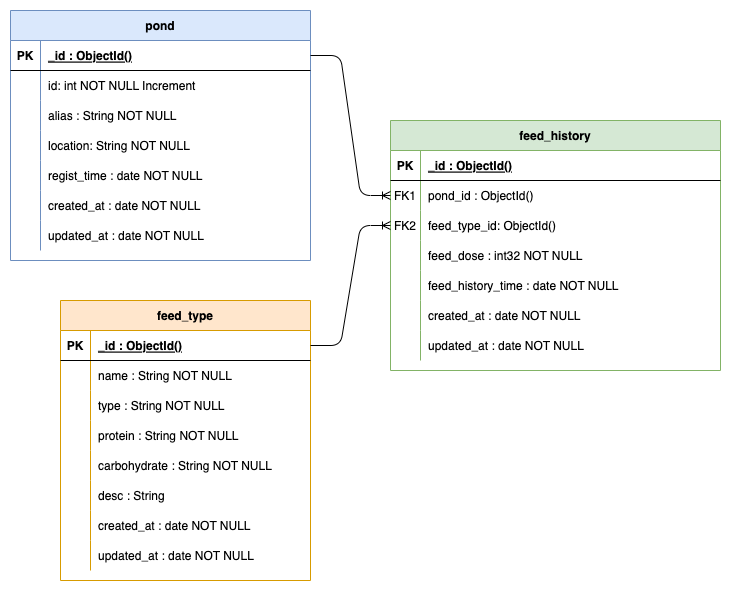 pond
PK _id : ObjectId()
id: int NOT NULL Increment
alias : String NOT NULL
location: String NOT NULL
regist_time : date NOT NULL
created_at : date NOT NULL
updated_at : date NOT NULL
feed_history
PK _id : ObjectId()
FK1 pond_id : ObjectId()
FK2 feed_type_id: ObjectId()
feed_dose : int32 NOT NULL
feed_history_time : date NOT NULL
created_at : date NOT NULL
updated_at : date NOT NULL
feed_type
PK _id : ObjectId()
name : String NOT NULL
type : String NOT NULL
protein : String NOT NULL
carbohydrate : String NOT NULL
desc : String
created_at : date NOT NULL
updated_at : date NOT NULL